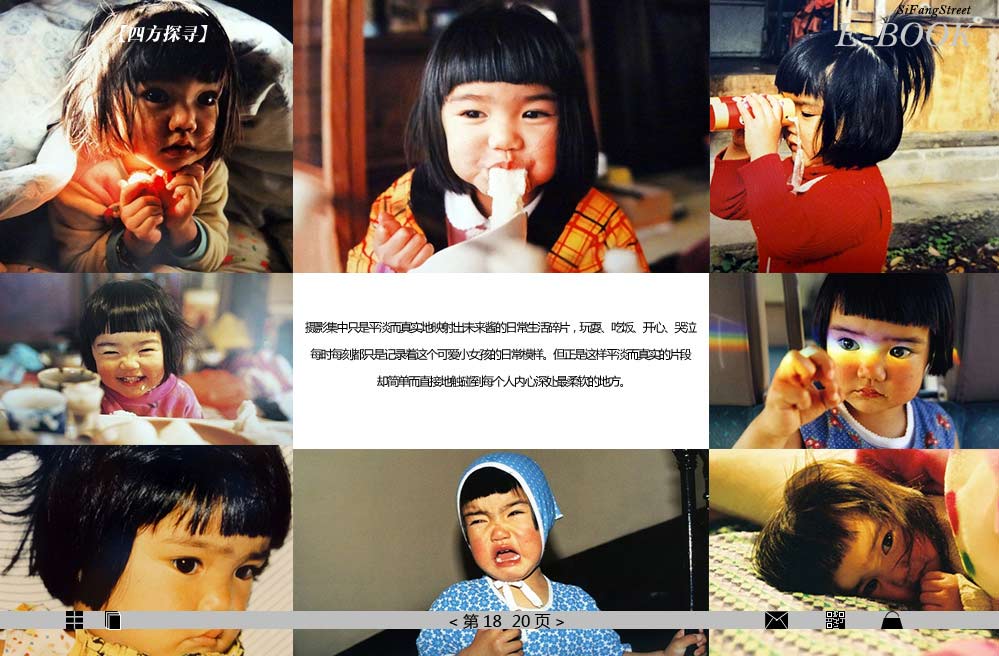 【四方探寻】
SiFangStreet
E-BOOK
摄影集中只是平淡而真实地映射出未来酱的日常生活碎片，玩耍、吃饭、开心、哭泣
每时每刻都只是记录着这个可爱小女孩的日常模样。但正是这样平淡而真实的片段
却简单而直接地触碰到每个人内心深处最柔软的地方。
< 第 18 20 页 >